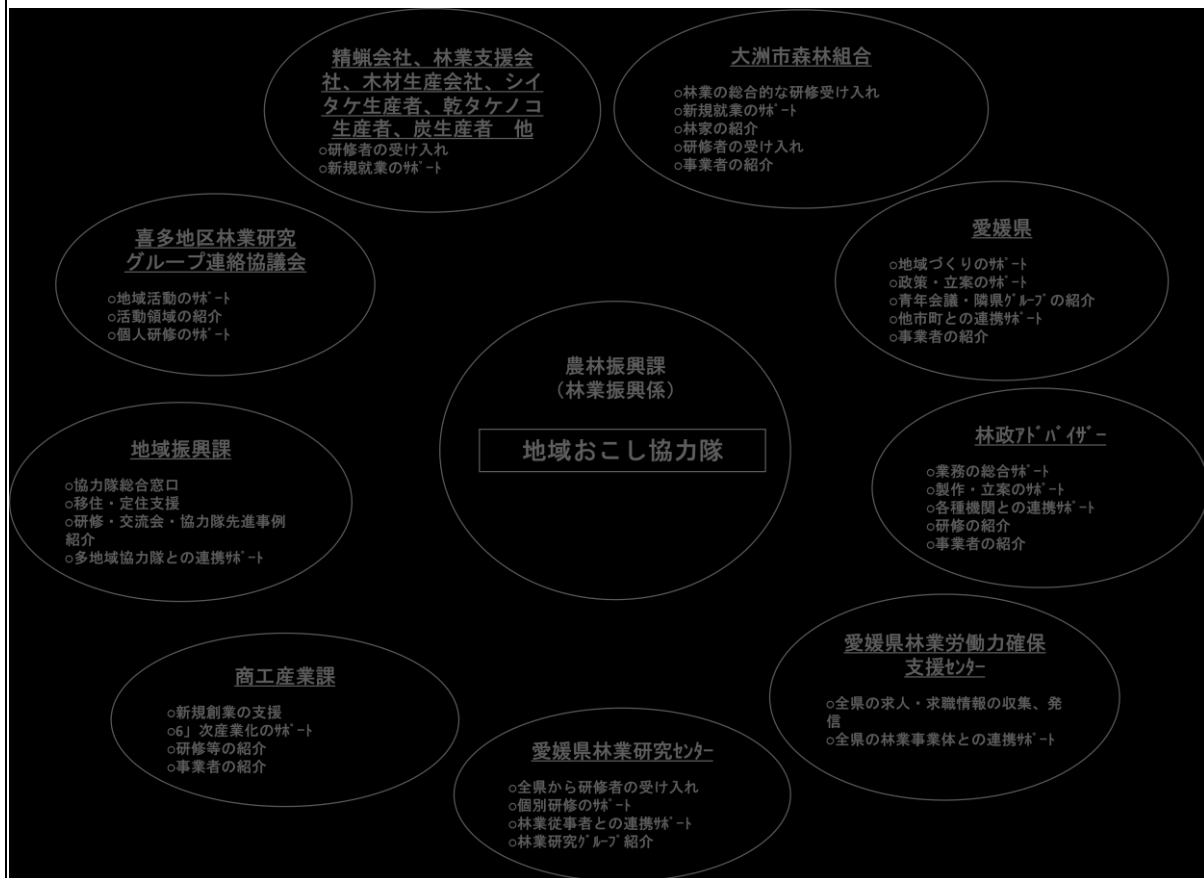 精蝋会社、林業支援会
社、木材生産会社、シイ
タケ生産者、乾タケノコ
生産者、炭生産者　他
○研修者の受け入れ
○新規就業のｻﾎﾟｰﾄ
大洲市森林組合
○林業の総合的な研修受け入れ
○新規就業のｻﾎﾟｰﾄ
○林家の紹介
○研修者の受け入れ
○事業者の紹介
喜多地区林業研究
グループ連絡協議会
○地域活動のｻﾎﾟｰﾄ
○活動領域の紹介
○個人研修のｻﾎﾟｰﾄ
愛媛県
○地域づくりのｻﾎﾟｰﾄ
○政策・立案のｻﾎﾟｰﾄ
○青年会議・隣県ｸﾞﾙｰﾌﾟの紹介
○他市町との連携ｻﾎﾟｰﾄ
○事業者の紹介
農林振興課
（林業振興係）
地域おこし協力隊
地域振興課
○協力隊総合窓口
○移住・定住支援
○研修・交流会・協力隊先進事例
紹介
○多地域協力隊との連携ｻﾎﾟｰﾄ
林政ｱﾄﾞﾊﾞｲｻﾞｰ
○業務の総合ｻﾎﾟｰﾄ
○製作・立案のｻﾎﾟｰﾄ
○各種機関との連携ｻﾎﾟｰﾄ
○研修の紹介
○事業者の紹介
商工産業課
○新規創業の支援
○6」次産業化のｻﾎﾟｰﾄ
○研修等の紹介
○事業者の紹介
愛媛県林業研究ｾﾝﾀｰ
○全県から研修者の受け入れ
○個別研修のｻﾎﾟｰﾄ
○林業従事者との連携ｻﾎﾟｰﾄ
○林業研究ｸﾞﾙｰﾌﾟ紹介
愛媛県林業労働力確保
支援ｾﾝﾀｰ
○全県の求人・求職情報の収集、発
信
○全県の林業事業体との連携ｻﾎﾟｰﾄ